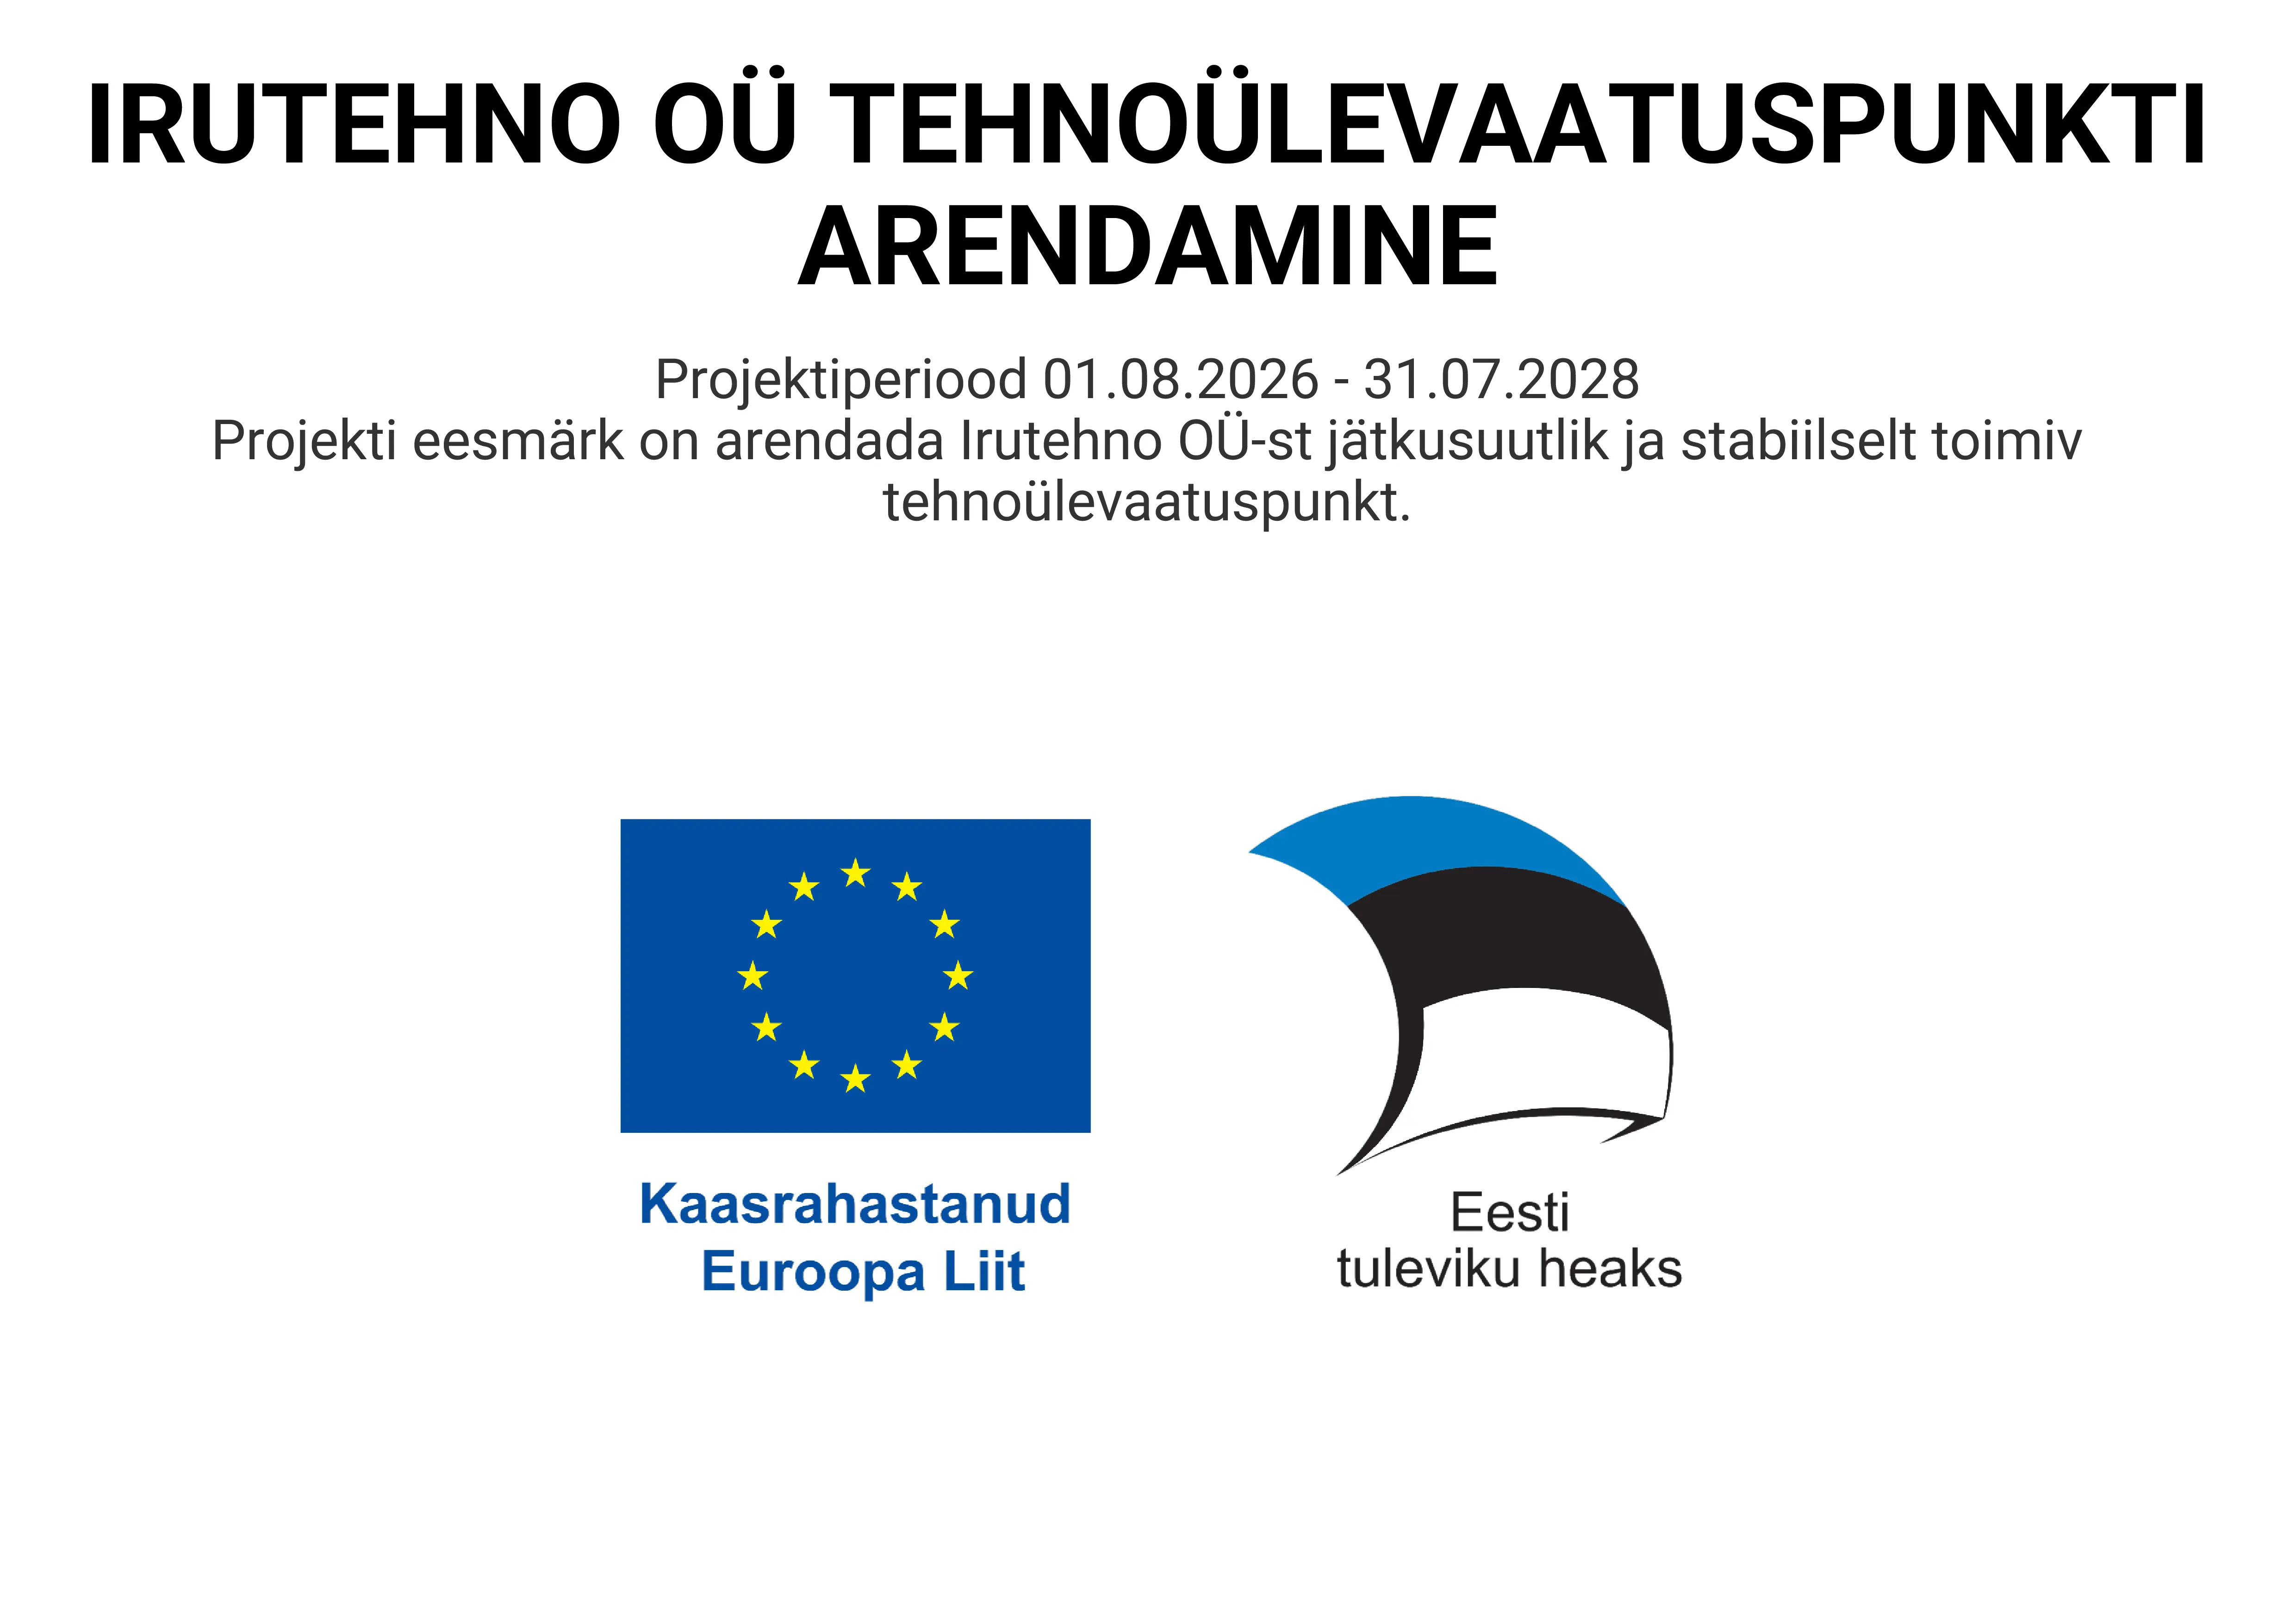 IRUTEHNO OÜ TEHNOÜLEVAATUSPUNKTI
ARENDAMINE
Projektiperiood 01.08.2026 - 31.07.2028
Projekti eesmärk on arendada Irutehno OÜ-st jätkusuutlik ja stabiilselt toimiv
tehnoülevaatuspunkt.
Kaasrahastanud
Euroopa Liit
Eesti
tuleviku heaks